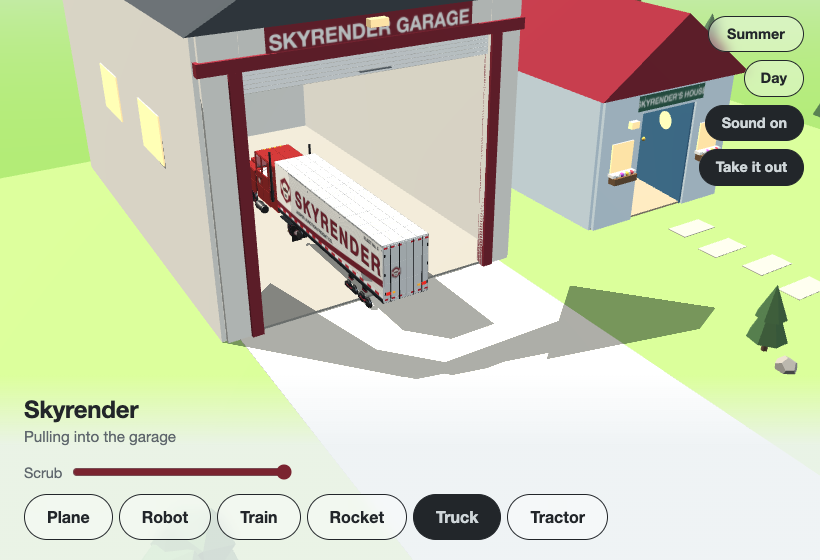 SKYRENDER GARAGE
SKYRENDER'S HOUSE
SKYRENDER
Summer
Day
Sound on
Take it out
Skyrender
Pulling into the garage
Scrub
Plane
Robot
Train
Rocket
Truck
Tractor